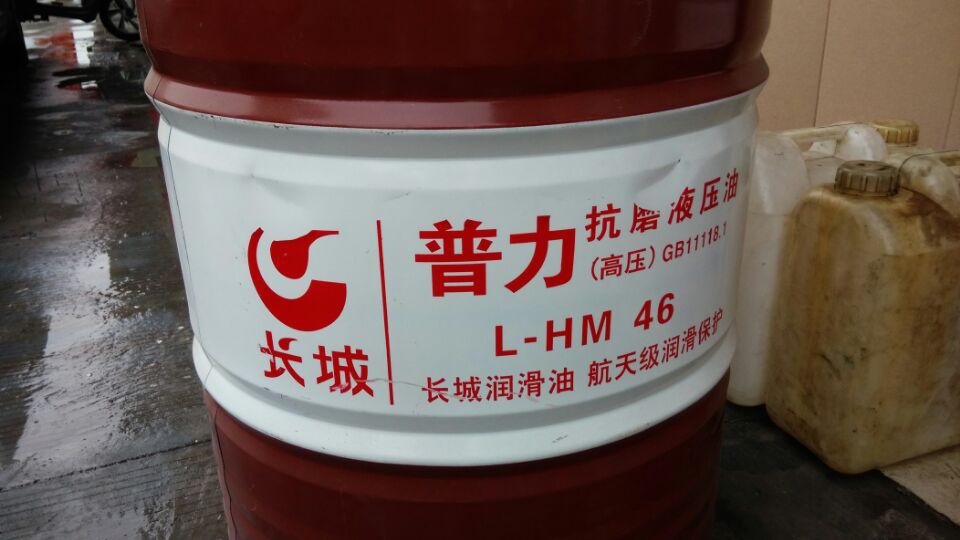 长城
普力
抗磨液压油
(高压) GB11118.1
L-HM 46
长城润滑油 航天级润滑保护